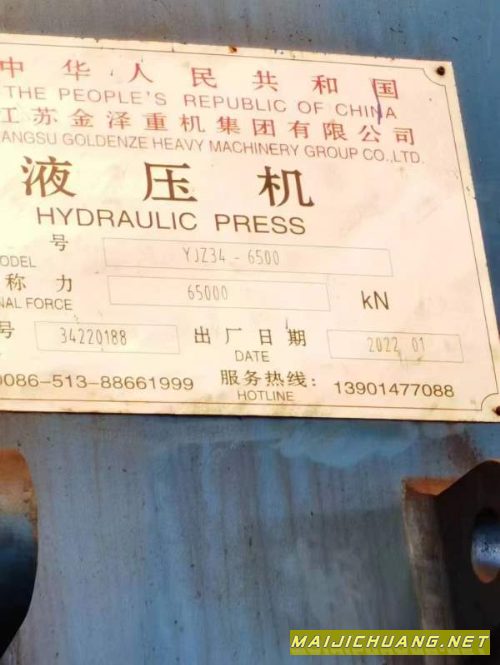 中华人民共和国
THE PEOPLE'S REPUBLIC OF CHINA
江苏金泽重机集团有限公司
ANGSU GOLDENZE HEAVY MACHINERY GROUP CO.,LTD.
液压机
HYDRAULIC PRESS
号 YJZ34-6500
ODEL
称力 65000 kN
NAL FORCE
号 34220188 出厂日期 2022 01
DATE
0086-513-88661999 服务热线: 13901477088
HOTLINE
MAIJICHUANG.NET